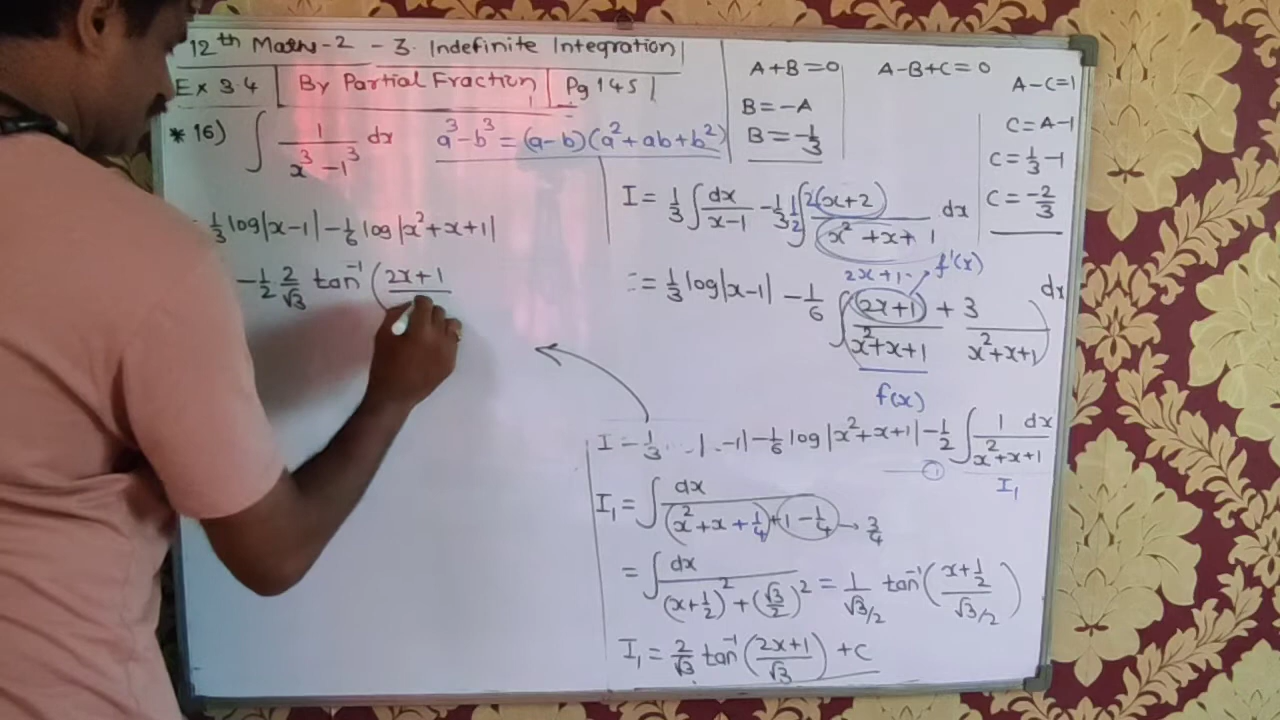 12th Maths-2 - 3. Indefinite Integration
Ex 3.4 | By Partial Fraction | Pg 145 |
* 16) ∫ 1/(x³ - 1³) dx
a³-b³ = (a-b)(a²+ab+b²)
1/3 log|x-1| - 1/6 log|x²+x+1|
- 1/2 2/√3 tan⁻¹ (2x+1
A+B=0
B=-A
B=-1/3
A-B+C=0
A-C=1
C=A-1
C=1/3-1
C=-2/3
I = 1/3 ∫ dx/(x-1) - 1/3 1/2 ∫ 2(x+2)/(x²+x+1) dx
2x+1
f'(x)
= 1/3 log|x-1| - 1/6 ∫ ((2x+1)/(x²+x+1) + 3/(x²+x+1)) dx
f(x)
I = 1/3 | -1| - 1/6 log|x²+x+1| - 1/2 ∫ 1 dx/(x²+x+1)
① I₁
I₁ = ∫ dx/((x²+x+1/4)+1-1/4) → 3/4
= ∫ dx/((x+1/2)²+(√3/2)²) = 1/(√3/2) tan⁻¹((x+1/2)/(√3/2))
I₁ = 2/√3 tan⁻¹((2x+1)/√3) + c